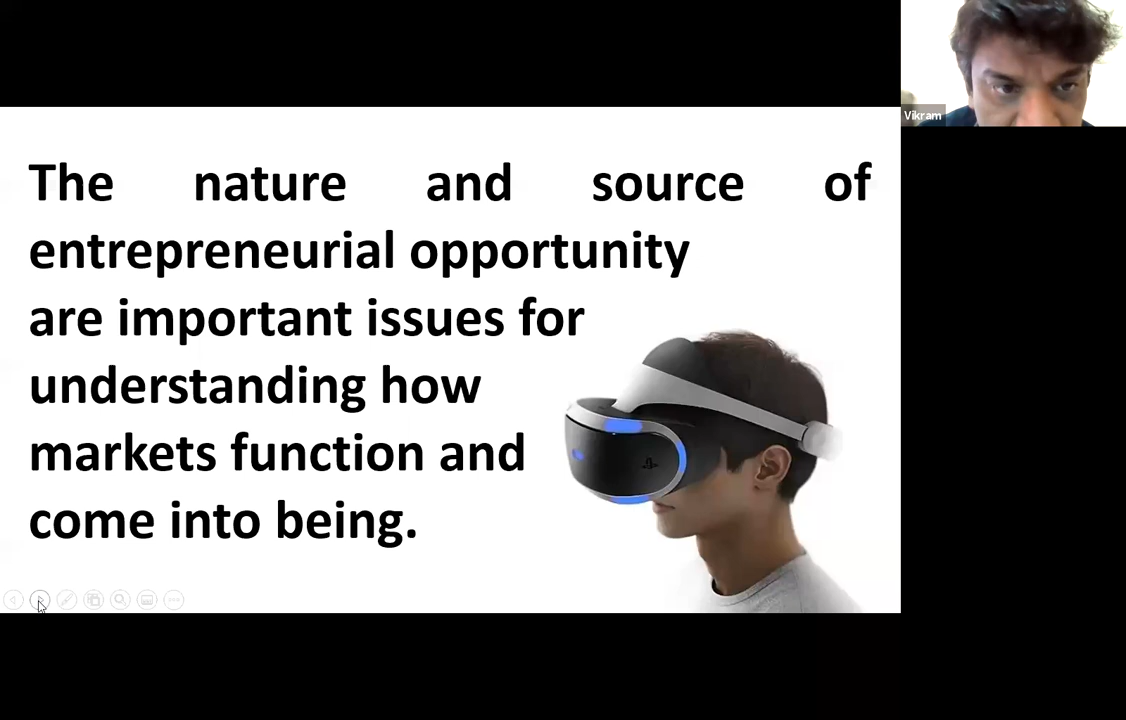 The nature and source of
entrepreneurial opportunity
are important issues for
understanding how
markets function and
come into being.
Vikram